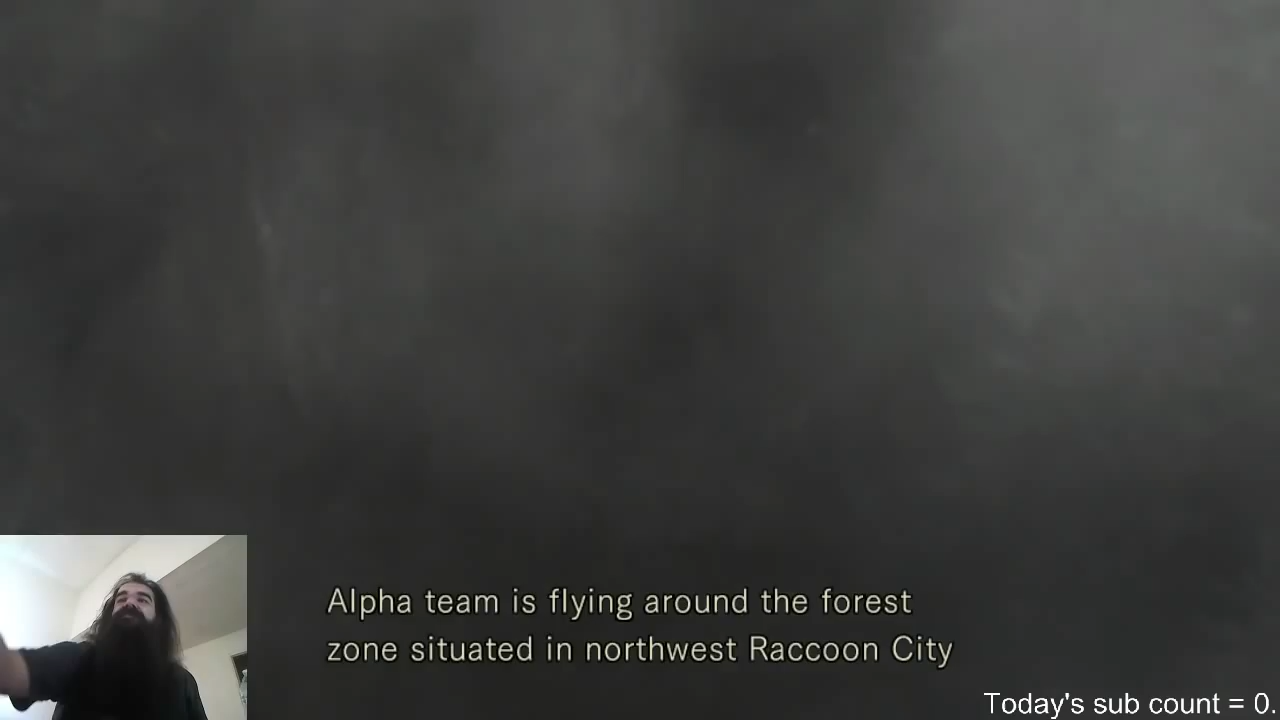 Alpha team is flying around the forest
zone situated in northwest Raccoon City
Today's sub count = 0.